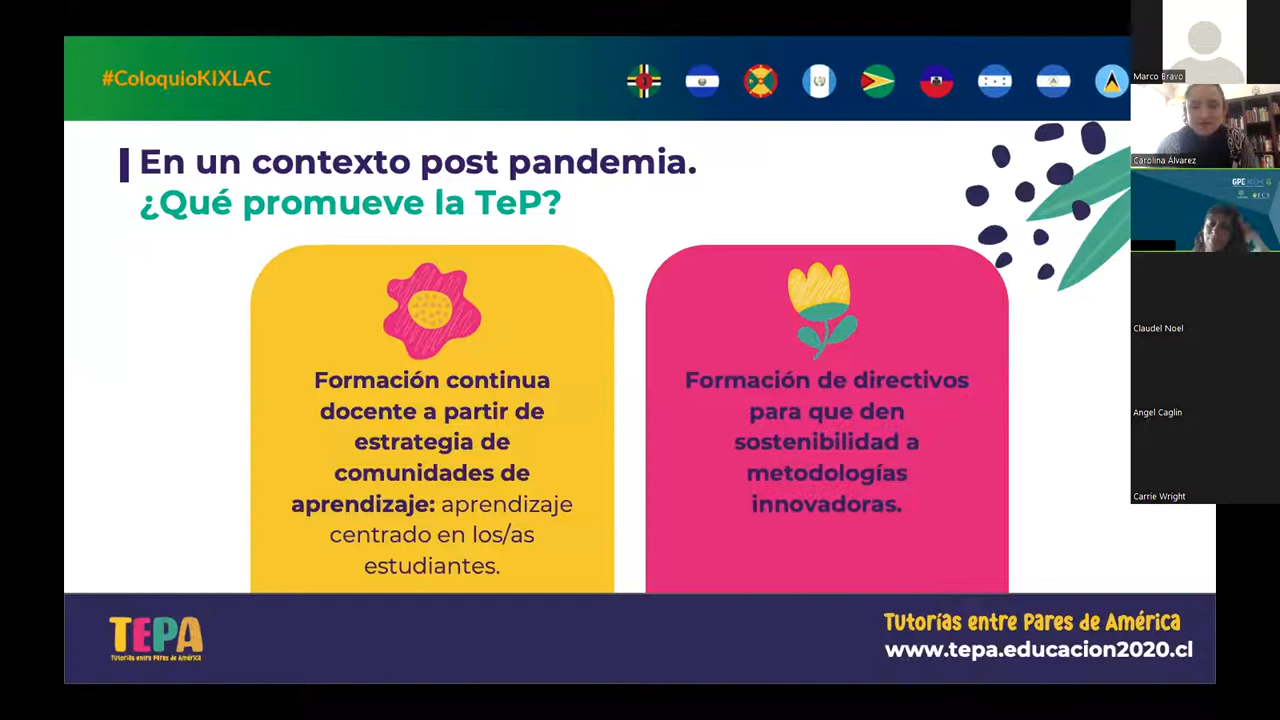 #ColoquioKIXLAC
En un contexto post pandemia.
¿Qué promueve la TeP?
Formación continua
docente a partir de
estrategia de
comunidades de
aprendizaje: aprendizaje
centrado en los/as
estudiantes.
Formación de directivos
para que den
sostenibilidad a
metodologías
innovadoras.
TEPA
Tutorías entre Pares de América
Tutorías entre Pares de América
www.tepa.educacion2020.cl
Marco Bravo
Carolina Álvarez
GPE KIX
Claudel Noel
Angel Caglin
Carrie Wright